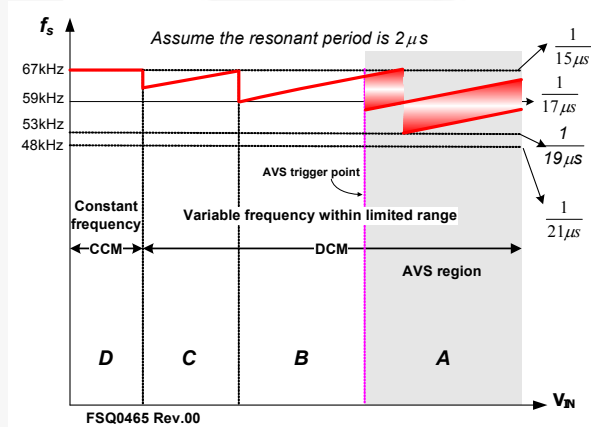 fs
Assume the resonant period is 2μs
67kHz
59kHz
53kHz
48kHz
1
15μs
1
17μs
1
19μs
1
21μs
AVS trigger point
Constant
frequency
Variable frequency within limited range
CCM
DCM
AVS region
D
C
B
A
VIN
FSQ0465 Rev.00